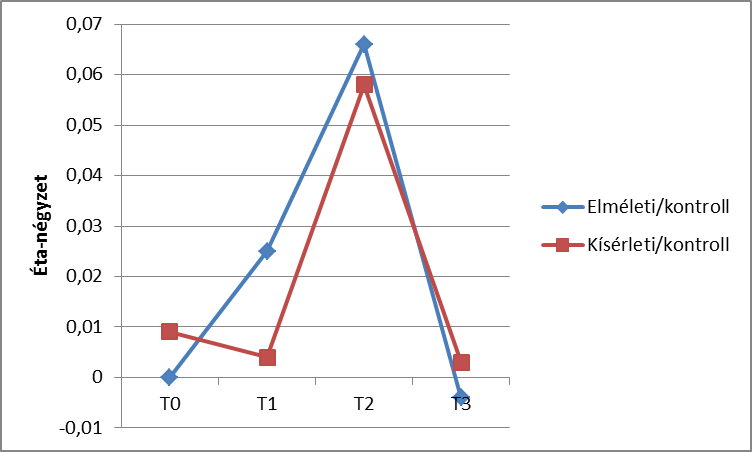 0,07
0,06
0,05
0,04
0,03
0,02
0,01
0
-0,01
Éta-négyzet
T0
T1
T2
T3
Elméleti/kontroll
Kísérleti/kontroll